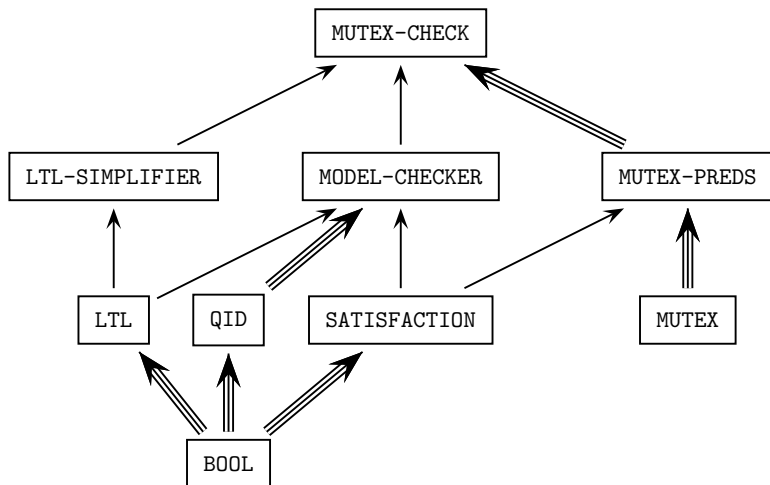 MUTEX-CHECK
LTL-SIMPLIFIER
MODEL-CHECKER
MUTEX-PREDS
LTL
QID
SATISFACTION
MUTEX
BOOL